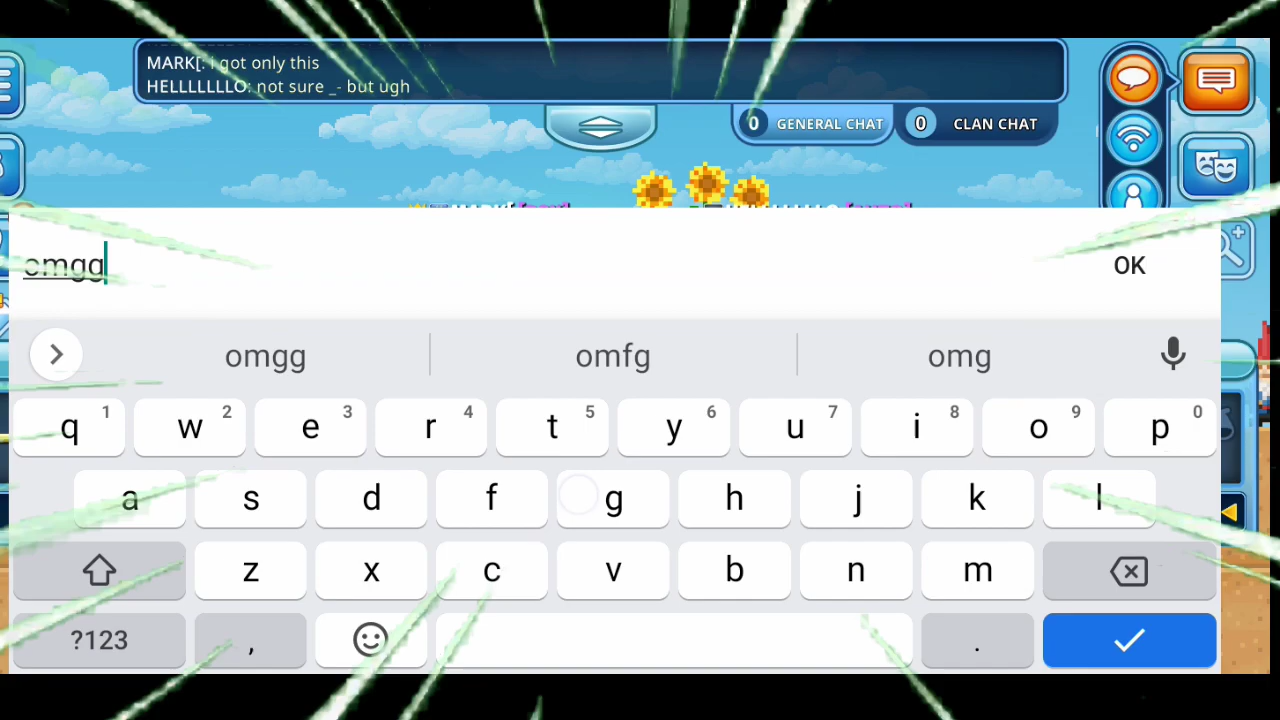 MARK[: i got only this
HELLLLLLLO: not sure _- but ugh
0 GENERAL CHAT
0 CLAN CHAT
omgg
OK
omgg omfg omg
q 1 w 2 e 3 r 4 t 5 y 6 u 7 i 8 o 9 p 0
a s d f g h j k l
z x c v b n m
?123 , .